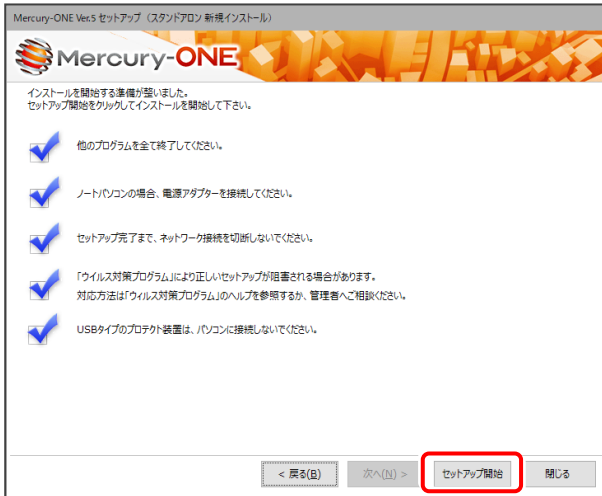 Mercury-ONE Ver.5 セットアップ（スタンドアロン 新規インストール）
Mercury-ONE
インストールを開始する準備が整いました。
セットアップ開始をクリックしてインストールを開始して下さい。
他のプログラムを全て終了してください。
ノートパソコンの場合、電源アダプターを接続してください。
セットアップ完了まで、ネットワーク接続を切断しないでください。
「ウイルス対策プログラム」により正しいセットアップが阻害される場合があります。
対応方法は「ウィルス対策プログラム」のヘルプを参照するか、管理者へご相談ください。
USBタイプのプロテクト装置は、パソコンに接続しないでください。
< 戻る(B) 次へ(N) > セットアップ開始 閉じる